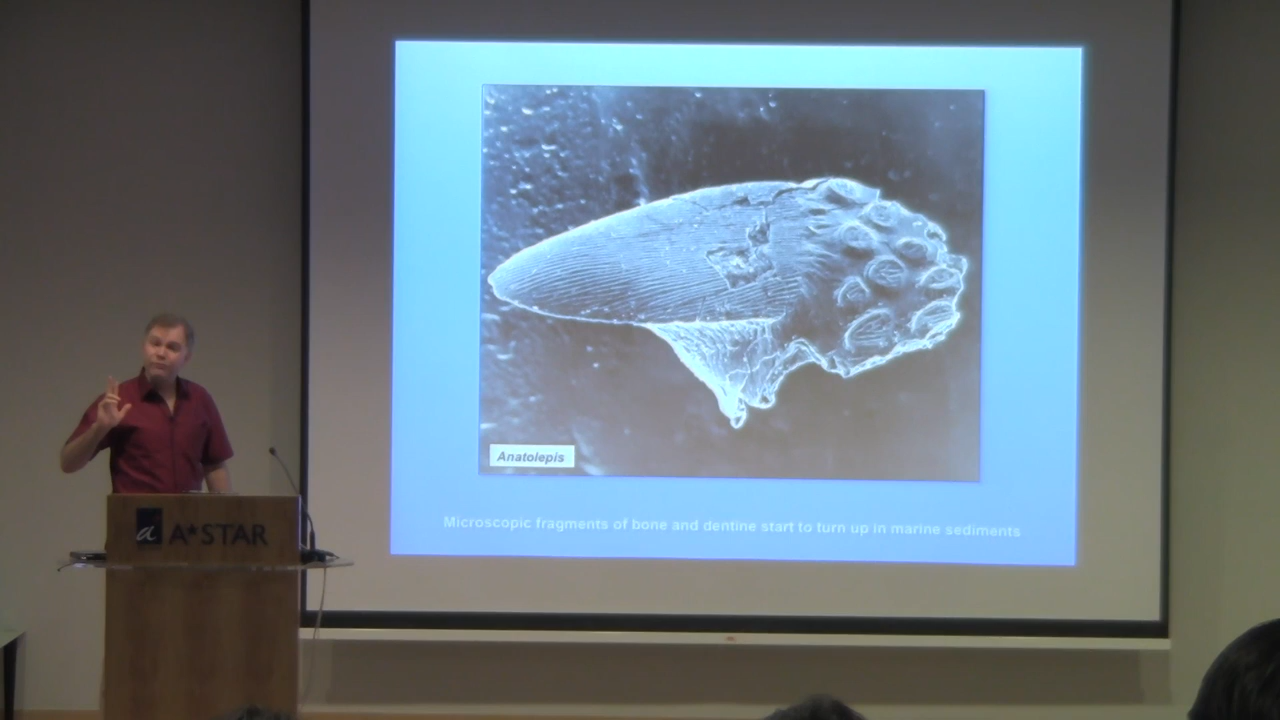 Anatolepis
Microscopic fragments of bone and dentine start to turn up in marine sediments
a A*STAR